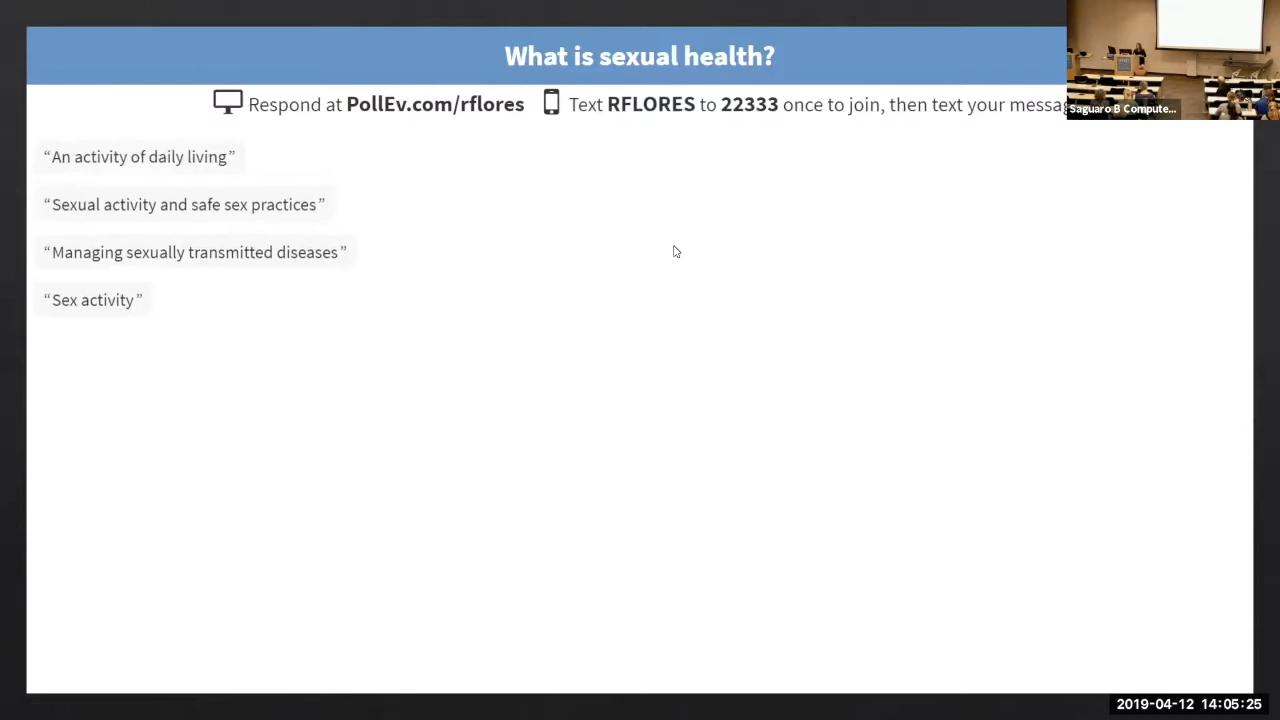 What is sexual health?
Respond at PollEv.com/rflores Text RFLORES to 22333 once to join, then text your messa
Saguaro B Compute...
“An activity of daily living”
“Sexual activity and safe sex practices”
“Managing sexually transmitted diseases”
“Sex activity”
2019-04-12 14:05:25